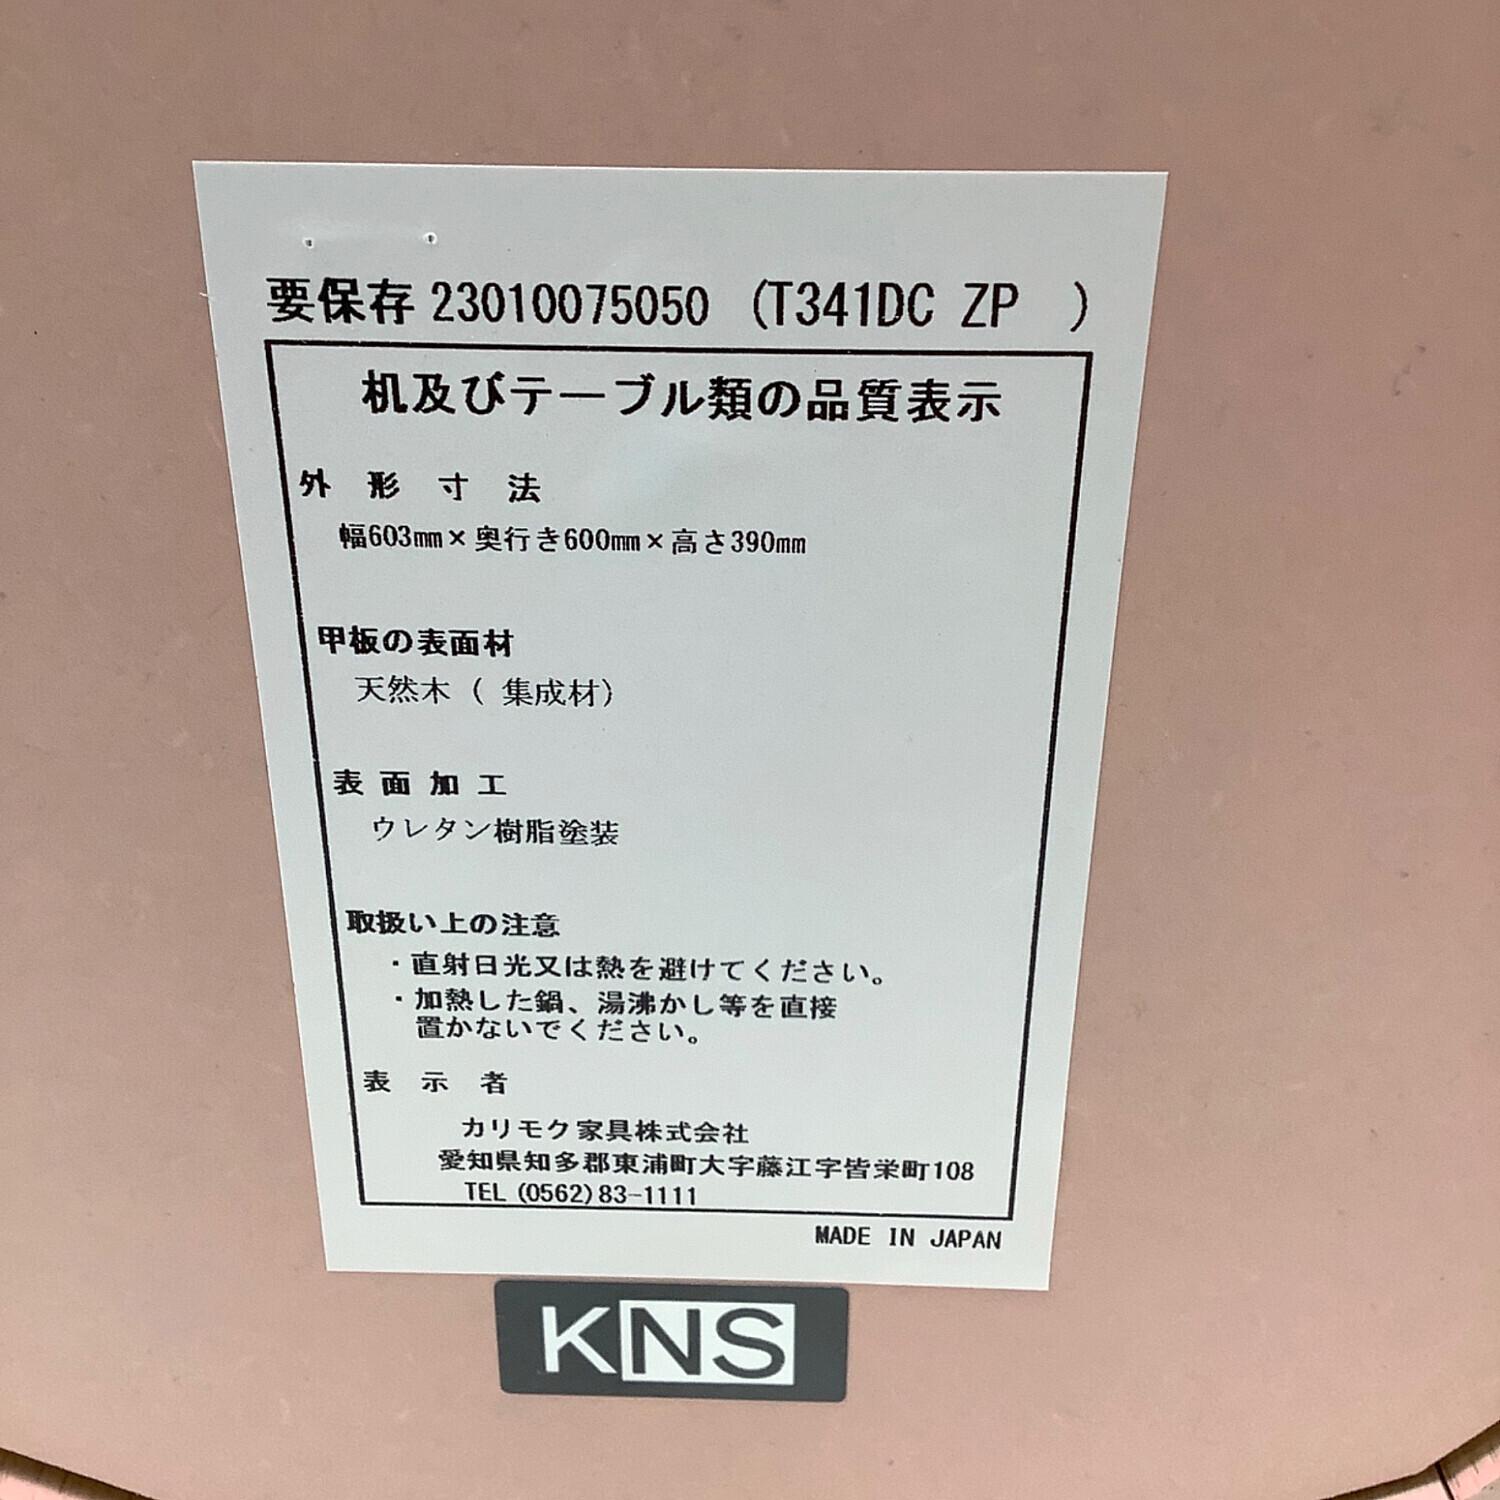 要保存 23010075050 (T341DC ZP )
机及びテーブル類の品質表示
外形寸法
幅603mm×奥行き600mm×高さ390mm
甲板の表面材
天然木(集成材)
表面加工
ウレタン樹脂塗装
取扱い上の注意
・直射日光又は熱を避けてください。
・加熱した鍋、湯沸かし等を直接
置かないでください。
表示者
カリモク家具株式会社
愛知県知多郡東浦町大字藤江字皆栄町108
TEL (0562)83-1111
MADE IN JAPAN
KNS